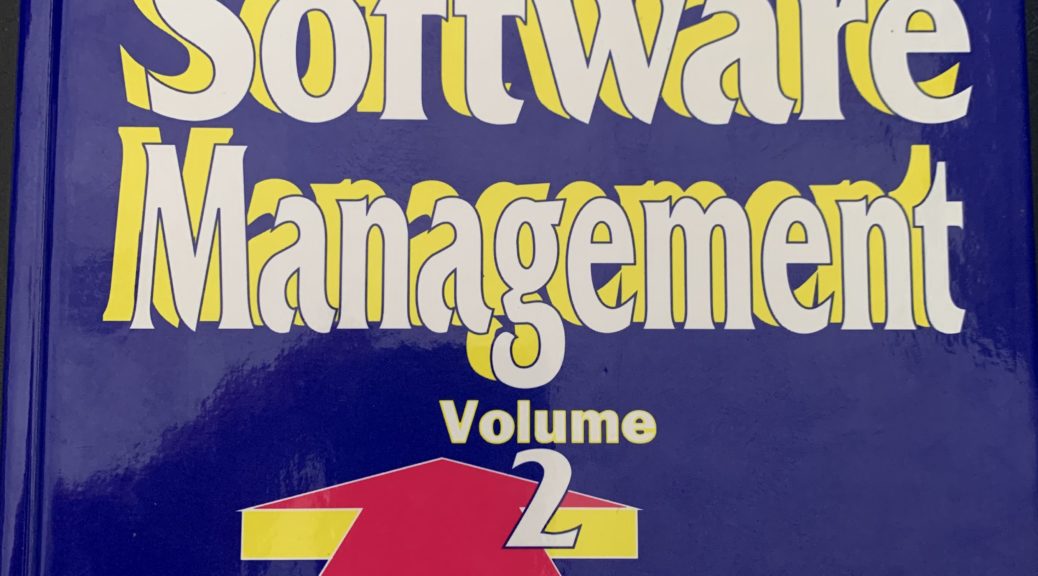 Software
Management
Volume
2